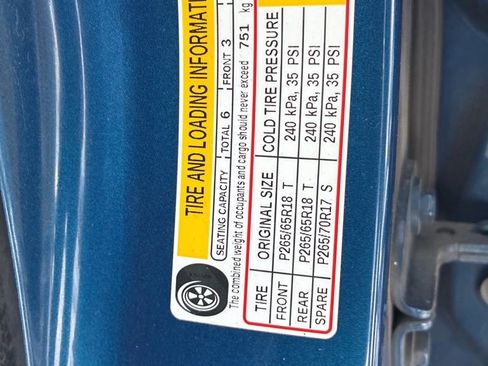 TIRE AND LOADING INFORMATION
SEATING CAPACITY TOTAL 6 FRONT 3
The combined weight of occupants and cargo should never exceed 751 kg
TIRE ORIGINAL SIZE COLD TIRE PRESSURE
FRONT P265/65R18 T 240 kPa, 35 PSI
REAR P265/65R18 T 240 kPa, 35 PSI
SPARE P265/70R17 S 240 kPa, 35 PSI